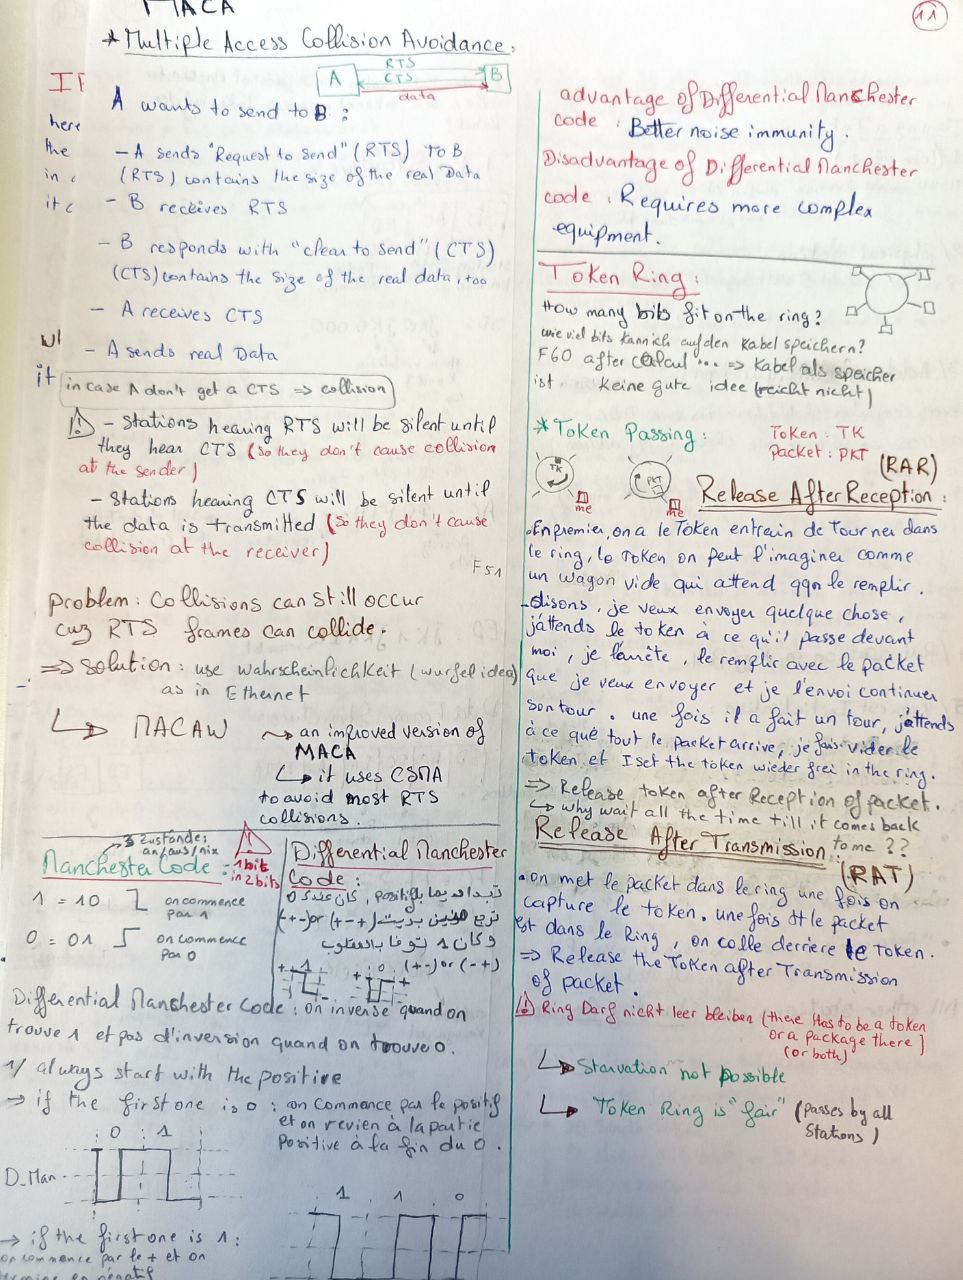 MACA
* Multiple Access Collision Avoidance:
A RTS B
CTS
data
A wants to send to B:
- A sends "Request to send" (RTS) to B
(RTS) contains the size of the real Data
- B receives RTS
- B responds with "clear to send" (CTS)
(CTS) contains the size of the real data, too
- A receives CTS
- A sends real Data
in case A don't get a CTS => collision
- Stations hearing RTS will be silent until
they hear CTS (so they don't cause collision
at the sender)
- Stations hearing CTS will be silent until
the data is transmitted (so they don't cause
collision at the receiver)
F51
problem: Collisions can still occur
cuz RTS frames can collide.
=> Solution: use Wahrscheinlichkeit (wurfel idea)
as in Ethernet
↳ MACAW ⇝ an improved version of
MACA
↳ it uses CSMA
to avoid most RTS
collisions.
3 Zustände:
an/aus/nix
Manchester Code:
1 bit
in 2 bits
1 = 10 on commence
par 1
0 = 01 on commence
par 0
Differential Manchester
Code:
+ 1
0 + (+-) or (-+)
Differential Manchester Code: on inverse quand on
trouve 1 et pas d'inversion quand on trouve 0.
1/ always start with the positive
→ if the first one is 0: on commence par le positif
et on revien à la partie
Positive à la fin du 0.
0 1
D_Man
→ if the first one is 1:
on commence par le + et on
1 1 0
11
advantage of Differential Manchester
code: Better noise immunity.
Disadvantage of Differential Manchester
code: Requires more complex
equipment.
Token Ring:
How many bits fit on the ring?
wie viel bits kann ich auf den Kabel speichern?
F60 after calcul ... => Kabel als speicher
ist keine gute idee (reicht nicht)
* Token Passing:
Token: TK
Packet: PKT
TK
me
PKT
me
(RAR)
Release After Reception:
. En premier, on a le Token entrain de tourner dans
le ring, le Token on peut l'imaginer comme
un wagon vide qui attend qqn le remplir.
- disons, je veux envoyer quelque chose,
j'attends le token à ce qu'il passe devant
moi, je l'arrête, le remplir avec le packet
que je veux envoyer et je l'envoi continuer
son tour. une fois il a fait un tour, j'attends
à ce que tout le packet arrive, je fais vider le
token et I set the token wieder frei in the ring.
=> Release token after Reception of packet.
↳ why wait all the time till it comes back
to me ??
Release After Transmission:
(RAT)
• on met le packet dans le ring une fois on
capture le token. une fois tt le packet
est dans le Ring, on colle derriere le Token.
=> Release the Token after Transmission
of packet.
Ring Darf nicht leer bleiben (there Has to be a token
or a package there)
(or both)
↳ Starvation not possible
↳ Token Ring is "fair" (passes by all
stations)